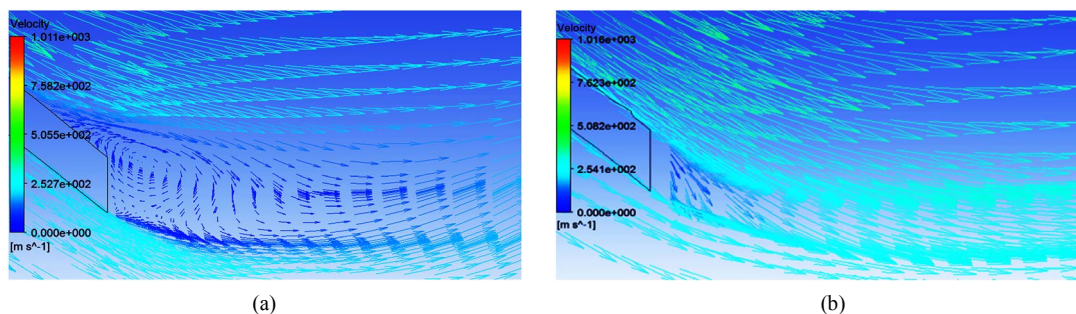 Velocity
1.011e+003
7.582e+002
5.055e+002
2.527e+002
0.000e+000
[m s^-1]
(a)
Velocity
1.016e+003
7.623e+002
5.082e+002
2.541e+002
0.000e+000
[m s^-1]
(b)